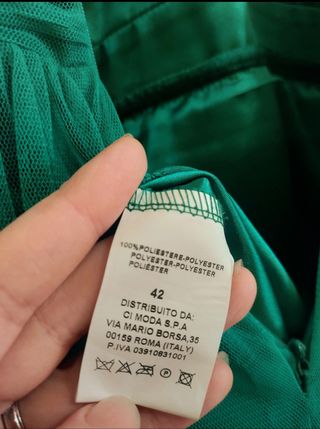 100%POLIESTERE-POLYESTER
POLYESTER-POLYESTER
POLIÉSTER
42
DISTRIBUITO DA:
CI MODA S.P.A
VIA MARIO BORSA,35
00159 ROMA (ITALY)
P.IVA 03910831001